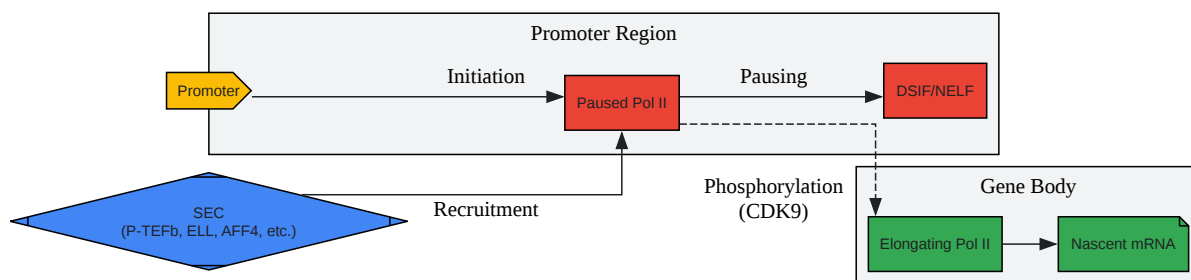 Promoter Region
Promoter
Initiation
Paused Pol II
Pausing
DSIF/NELF
SEC
(P-TEFb, ELL, AFF4, etc.)
Recruitment
Phosphorylation
(CDK9)
Gene Body
Elongating Pol II
Nascent mRNA